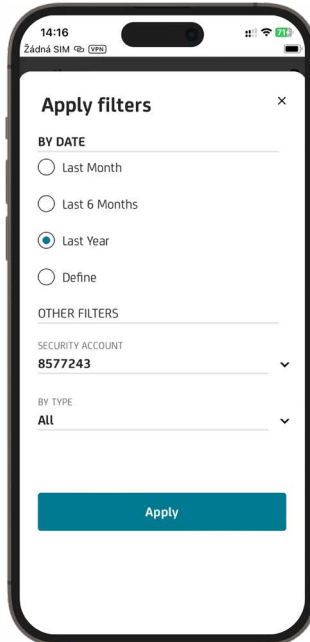 14:16
71
Žádná SIM VPN
Apply filters
BY DATE
Last Month
Last 6 Months
Last Year
Define
OTHER FILTERS
SECURITY ACCOUNT
8577243
BY TYPE
All
Apply